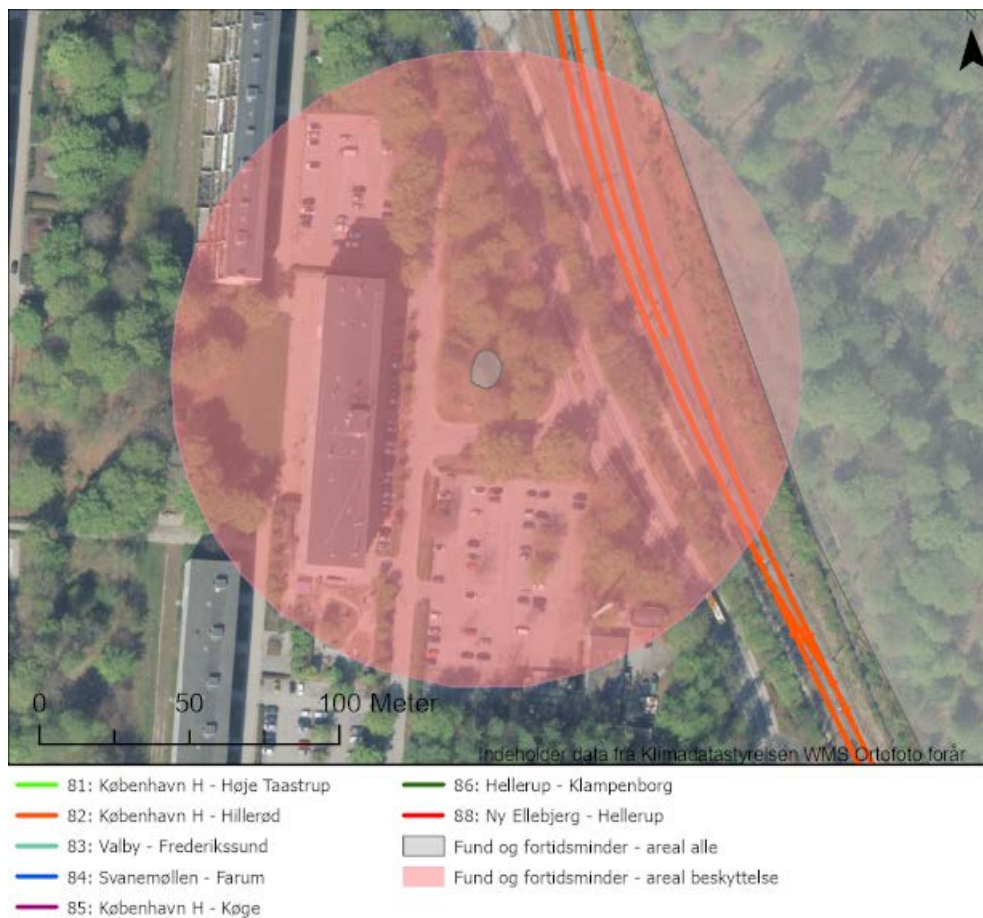 N
0 50 100 Meter
Indeholder data fra Klimadatastyrelsen WMS Ortofoto forår
81: København H - Høje Taastrup
82: København H - Hillerød
83: Valby - Frederikssund
84: Svanemøllen - Farum
85: København H - Køge
86: Hellerup - Klampenborg
88: Ny Ellebjerg - Hellerup
Fund og fortidsminder - areal alle
Fund og fortidsminder - areal beskyttelse